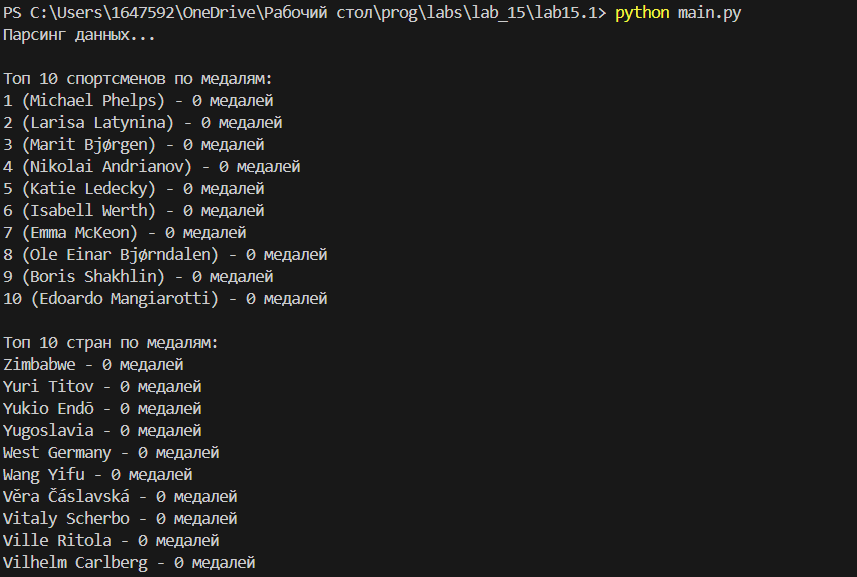 PS C:\Users\1647592\OneDrive\Рабочий стол\prog\labs\lab_15\lab15.1> python main.py
Парсинг данных...
Топ 10 спортсменов по медалям:
1 (Michael Phelps) - 0 медалей
2 (Larisa Latynina) - 0 медалей
3 (Marit Bjørgen) - 0 медалей
4 (Nikolai Andrianov) - 0 медалей
5 (Katie Ledecky) - 0 медалей
6 (Isabell Werth) - 0 медалей
7 (Emma McKeon) - 0 медалей
8 (Ole Einar Bjørndalen) - 0 медалей
9 (Boris Shakhlin) - 0 медалей
10 (Edoardo Mangiarotti) - 0 медалей
Топ 10 стран по медалям:
Zimbabwe - 0 медалей
Yuri Titov - 0 медалей
Yukio Endō - 0 медалей
Yugoslavia - 0 медалей
West Germany - 0 медалей
Wang Yifu - 0 медалей
Věra Čáslavská - 0 медалей
Vitaly Scherbo - 0 медалей
Ville Ritola - 0 медалей
Vilhelm Carlberg - 0 медалей